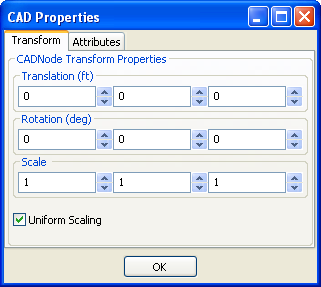 CAD Properties
Transform Attributes
CADNode Transform Properties
Translation (ft)
0 0 0
Rotation (deg)
0 0 0
Scale
1 1 1
Uniform Scaling
OK